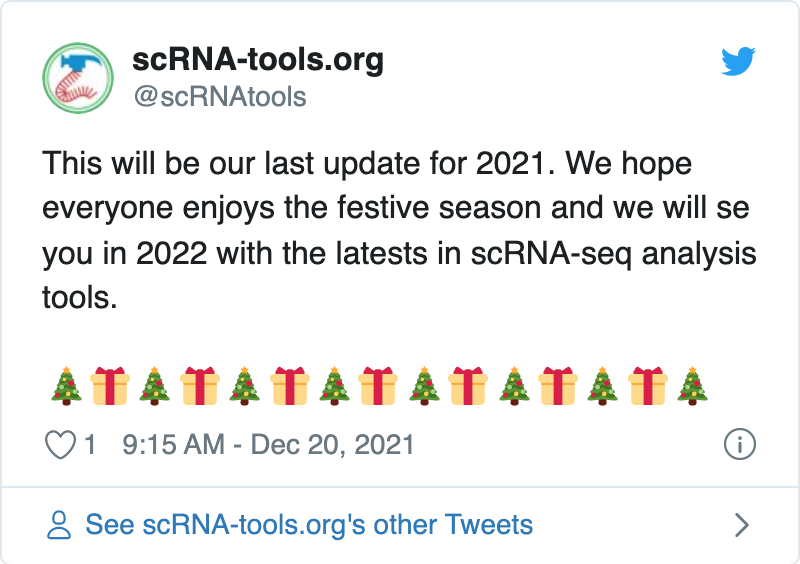 scRNA-tools.org
@scRNAtools
This will be our last update for 2021. We hope
everyone enjoys the festive season and we will se
you in 2022 with the latests in scRNA-seq analysis
tools.
🎄🎁🎄🎁🎄🎁🎄🎁🎄🎁🎄🎁🎄🎁🎄
1 9:15 AM - Dec 20, 2021
See scRNA-tools.org's other Tweets